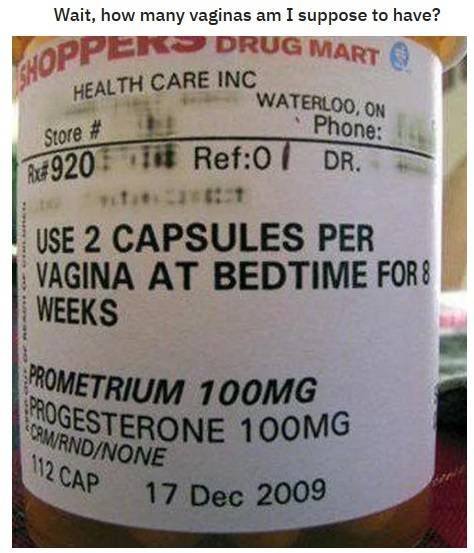 Wait, how many vaginas am I suppose to have?
SHOPPERS DRUG MART
HEALTH CARE INC
WATERLOO, ON
Store #
Phone:
Rx#920 Ref:0 DR.
USE 2 CAPSULES PER
VAGINA AT BEDTIME FOR 8
WEEKS
PROMETRIUM 100MG
PROGESTERONE 100MG
CRM/RND/NONE
112 CAP 17 Dec 2009